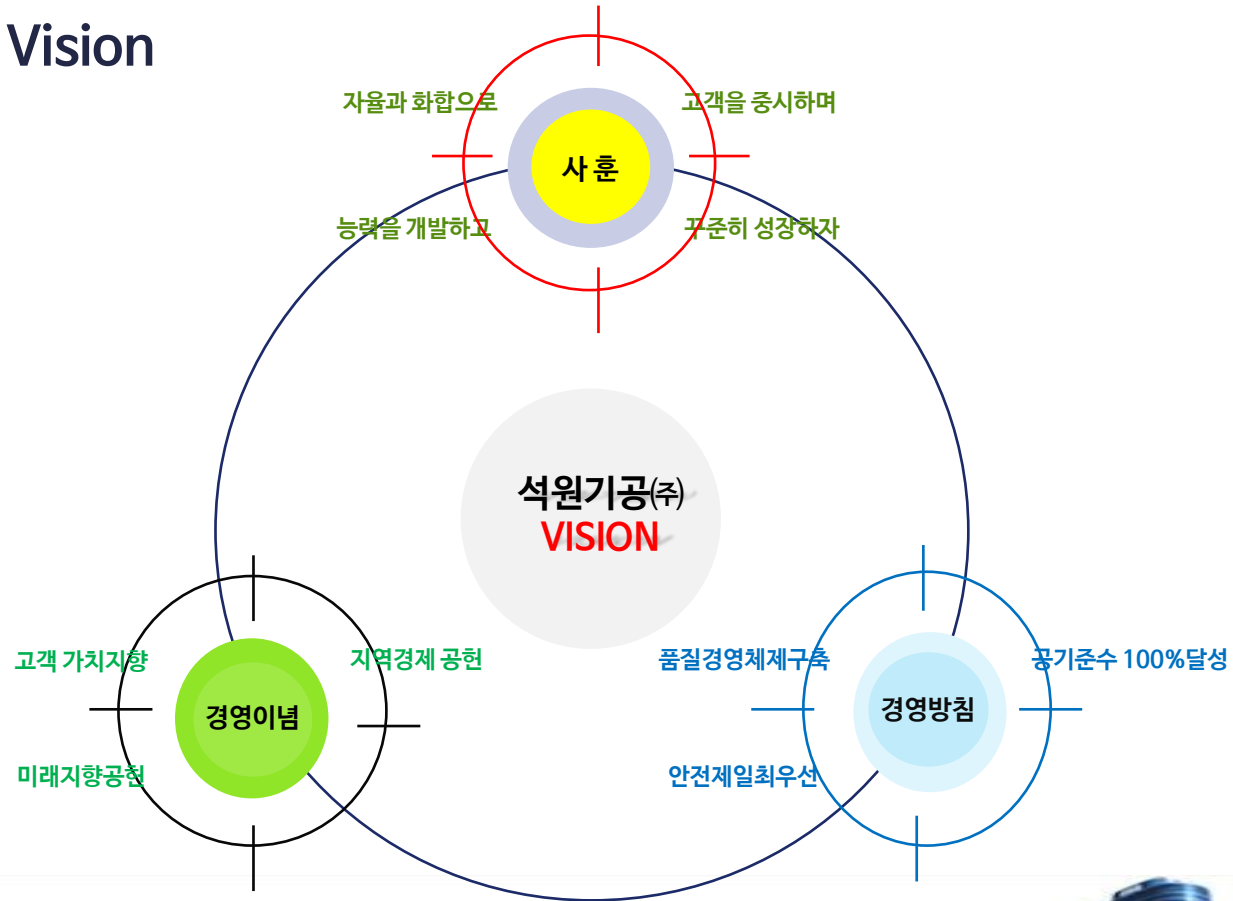 Vision
자율과 화합으로
고객을 중시하며
사 훈
능력을 개발하고
꾸준히 성장하자
석원기공(주)
VISION
고객 가치지향
지역경제 공헌
경영이념
미래지향공헌
품질경영체제구축
공기준수 100%달성
경영방침
안전제일최우선